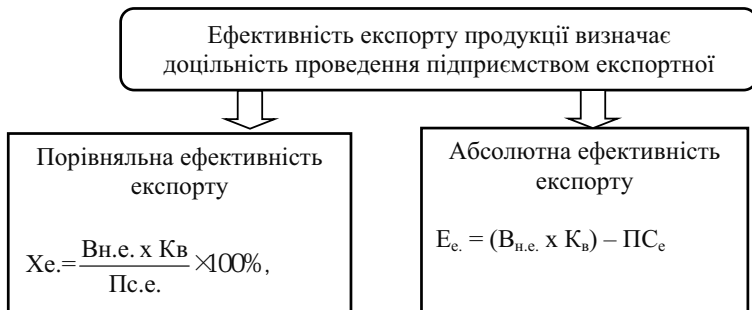 Ефективність експорту продукції визначає
доцільність проведення підприємством експортної
Порівняльна ефективність
експорту
Хе.= Вн.е. х Кв / Пс.е. ×100%,
Абсолютна ефективність
експорту
Ее. = (Вн.е. х Кв) – ПСе